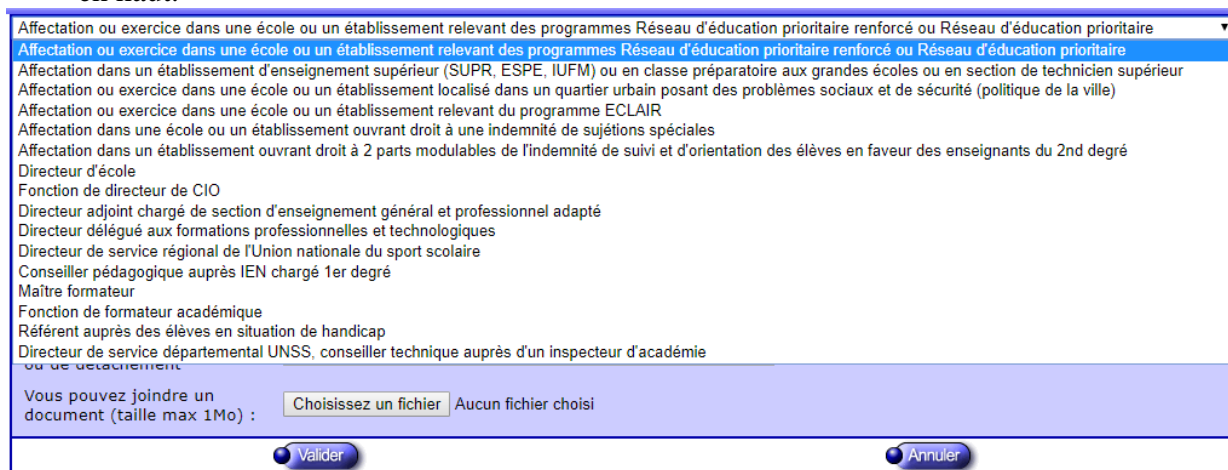 en haut.
Affectation ou exercice dans une école ou un établissement relevant des programmes Réseau d'éducation prioritaire renforcé ou Réseau d'éducation prioritaire
Affectation ou exercice dans une école ou un établissement relevant des programmes Réseau d'éducation prioritaire renforcé ou Réseau d'éducation prioritaire
Affectation dans un établissement d'enseignement supérieur (SUPR, ESPE, IUFM) ou en classe préparatoire aux grandes écoles ou en section de technicien supérieur
Affectation ou exercice dans une école ou un établissement localisé dans un quartier urbain posant des problèmes sociaux et de sécurité (politique de la ville)
Affectation ou exercice dans une école ou un établissement relevant du programme ECLAIR
Affectation dans une école ou un établissement ouvrant droit à une indemnité de sujétions spéciales
Affectation dans un établissement ouvrant droit à 2 parts modulables de l'indemnité de suivi et d'orientation des élèves en faveur des enseignants du 2nd degré
Directeur d'école
Fonction de directeur de CIO
Directeur adjoint chargé de section d'enseignement général et professionnel adapté
Directeur délégué aux formations professionnelles et technologiques
Directeur de service régional de l'Union nationale du sport scolaire
Conseiller pédagogique auprès IEN chargé 1er degré
Maître formateur
Fonction de formateur académique
Référent auprès des élèves en situation de handicap
Directeur de service départemental UNSS, conseiller technique auprès d'un inspecteur d'académie
ou de détachement
Vous pouvez joindre un
document (taille max 1Mo) :
Choisissez un fichier Aucun fichier choisi
Valider
Annuler